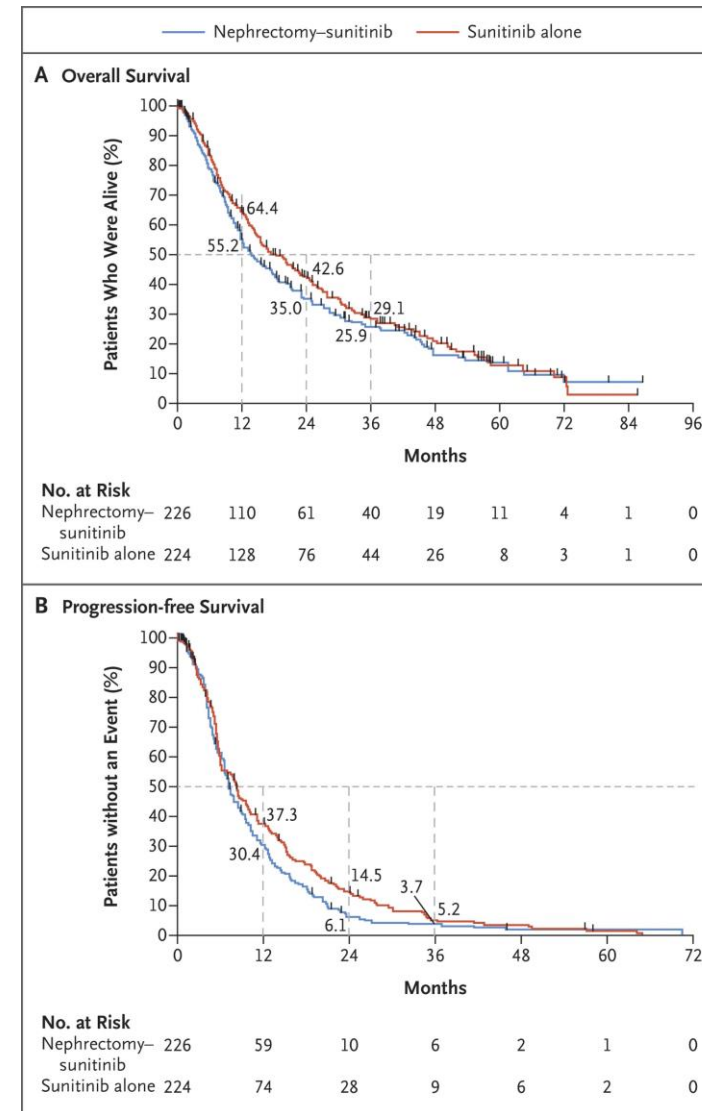 Nephrectomy–sunitinib Sunitinib alone
A Overall Survival
Patients Who Were Alive (%)
100
90
80
70
60
50
40
30
20
10
0
64.4
55.2
42.6
35.0
29.1
25.9
0 12 24 36 48 60 72 84 96
Months
No. at Risk
Nephrectomy– 226 110 61 40 19 11 4 1 0
sunitinib
Sunitinib alone 224 128 76 44 26 8 3 1 0
B Progression-free Survival
Patients without an Event (%)
100
90
80
70
60
50
40
30
20
10
0
37.3
30.4
14.5
6.1
3.7
5.2
0 12 24 36 48 60 72
Months
No. at Risk
Nephrectomy– 226 59 10 6 2 1 0
sunitinib
Sunitinib alone 224 74 28 9 6 2 0